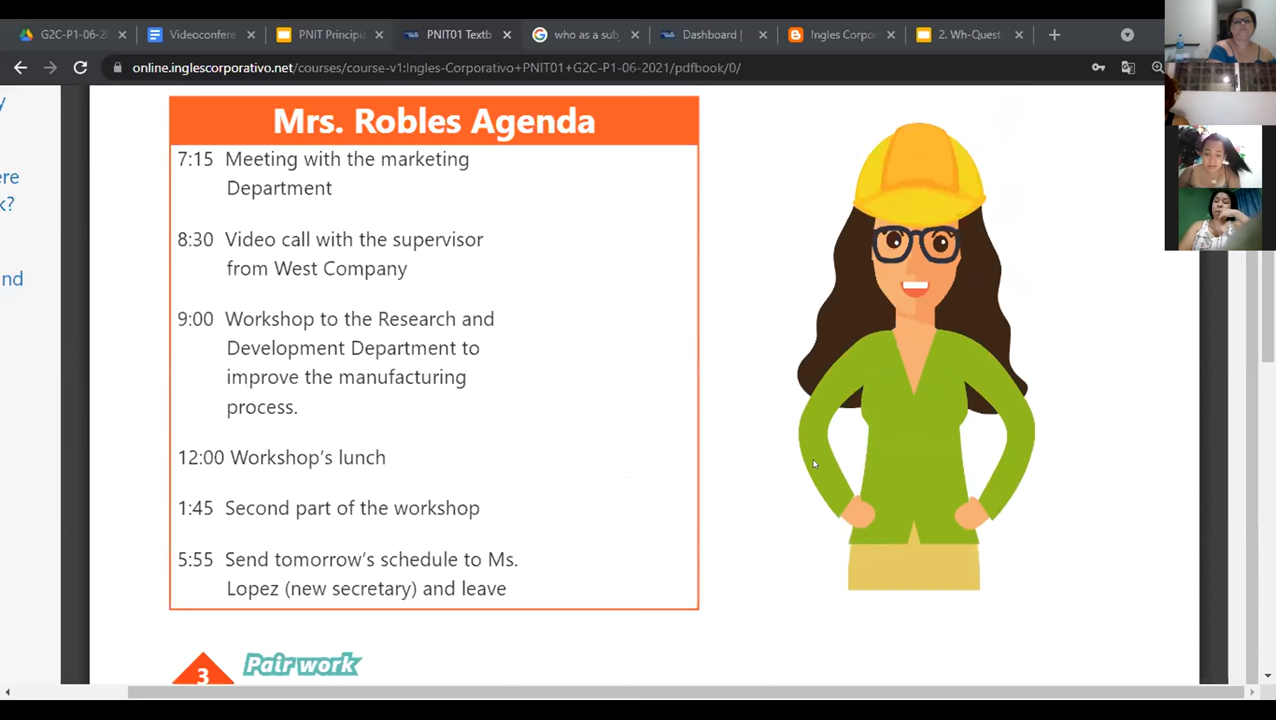 G2C-P1-06-2
Videoconfere
PNIT Principia
PNIT01 Textb
who as a sub
Dashboard |
Ingles Corpor
2. Wh-Quest
online.inglescorporativo.net/courses/course-v1:Ingles-Corporativo+PNIT01+G2C-P1-06-2021/pdfbook/0/
y
ere
k?
nd
Mrs. Robles Agenda
7:15 Meeting with the marketing
Department
8:30 Video call with the supervisor
from West Company
9:00 Workshop to the Research and
Development Department to
improve the manufacturing
process.
12:00 Workshop's lunch
1:45 Second part of the workshop
5:55 Send tomorrow's schedule to Ms.
Lopez (new secretary) and leave
3
Pair work